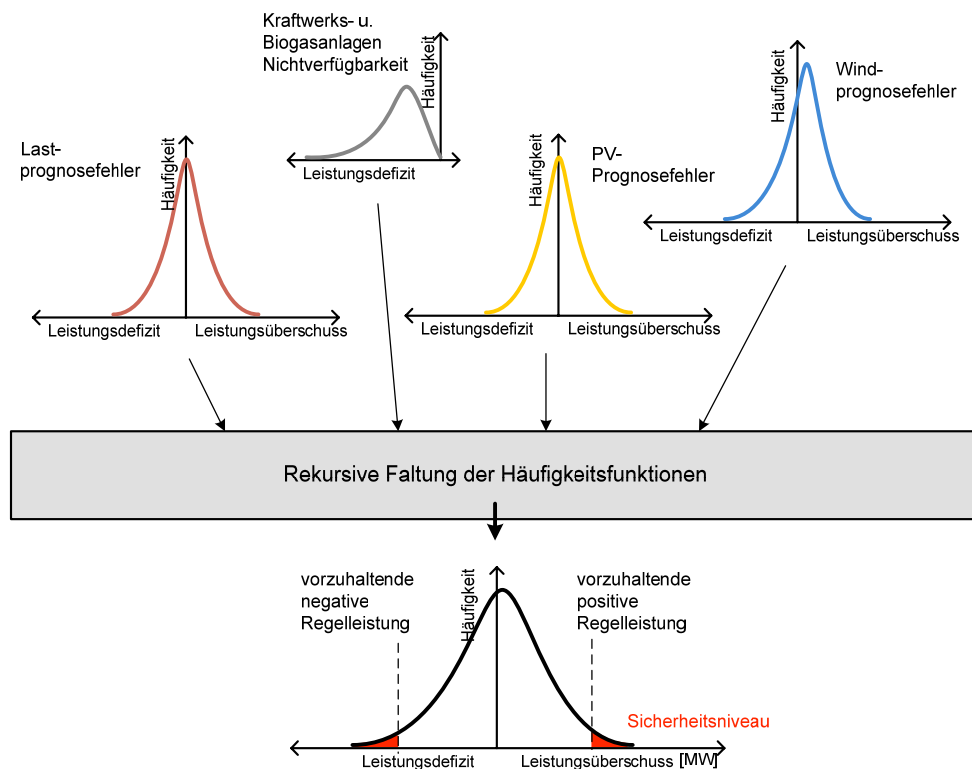 Kraftwerks- u.
Biogasanlagen
Nichtverfügbarkeit
Häufigkeit
Leistungsdefizit
Häufigkeit
Wind-
prognosefehler
Leistungsdefizit
Leistungsüberschuss
Last-
prognosefehler
Häufigkeit
Leistungsdefizit
Leistungsüberschuss
Häufigkeit
PV-
Prognosefehler
Leistungsdefizit
Leistungsüberschuss
Rekursive Faltung der Häufigkeitsfunktionen
vorzuhaltende
negative
Regelleistung
Häufigkeit
vorzuhaltende
positive
Regelleistung
Sicherheitsniveau
Leistungsdefizit
Leistungsüberschuss [MW]